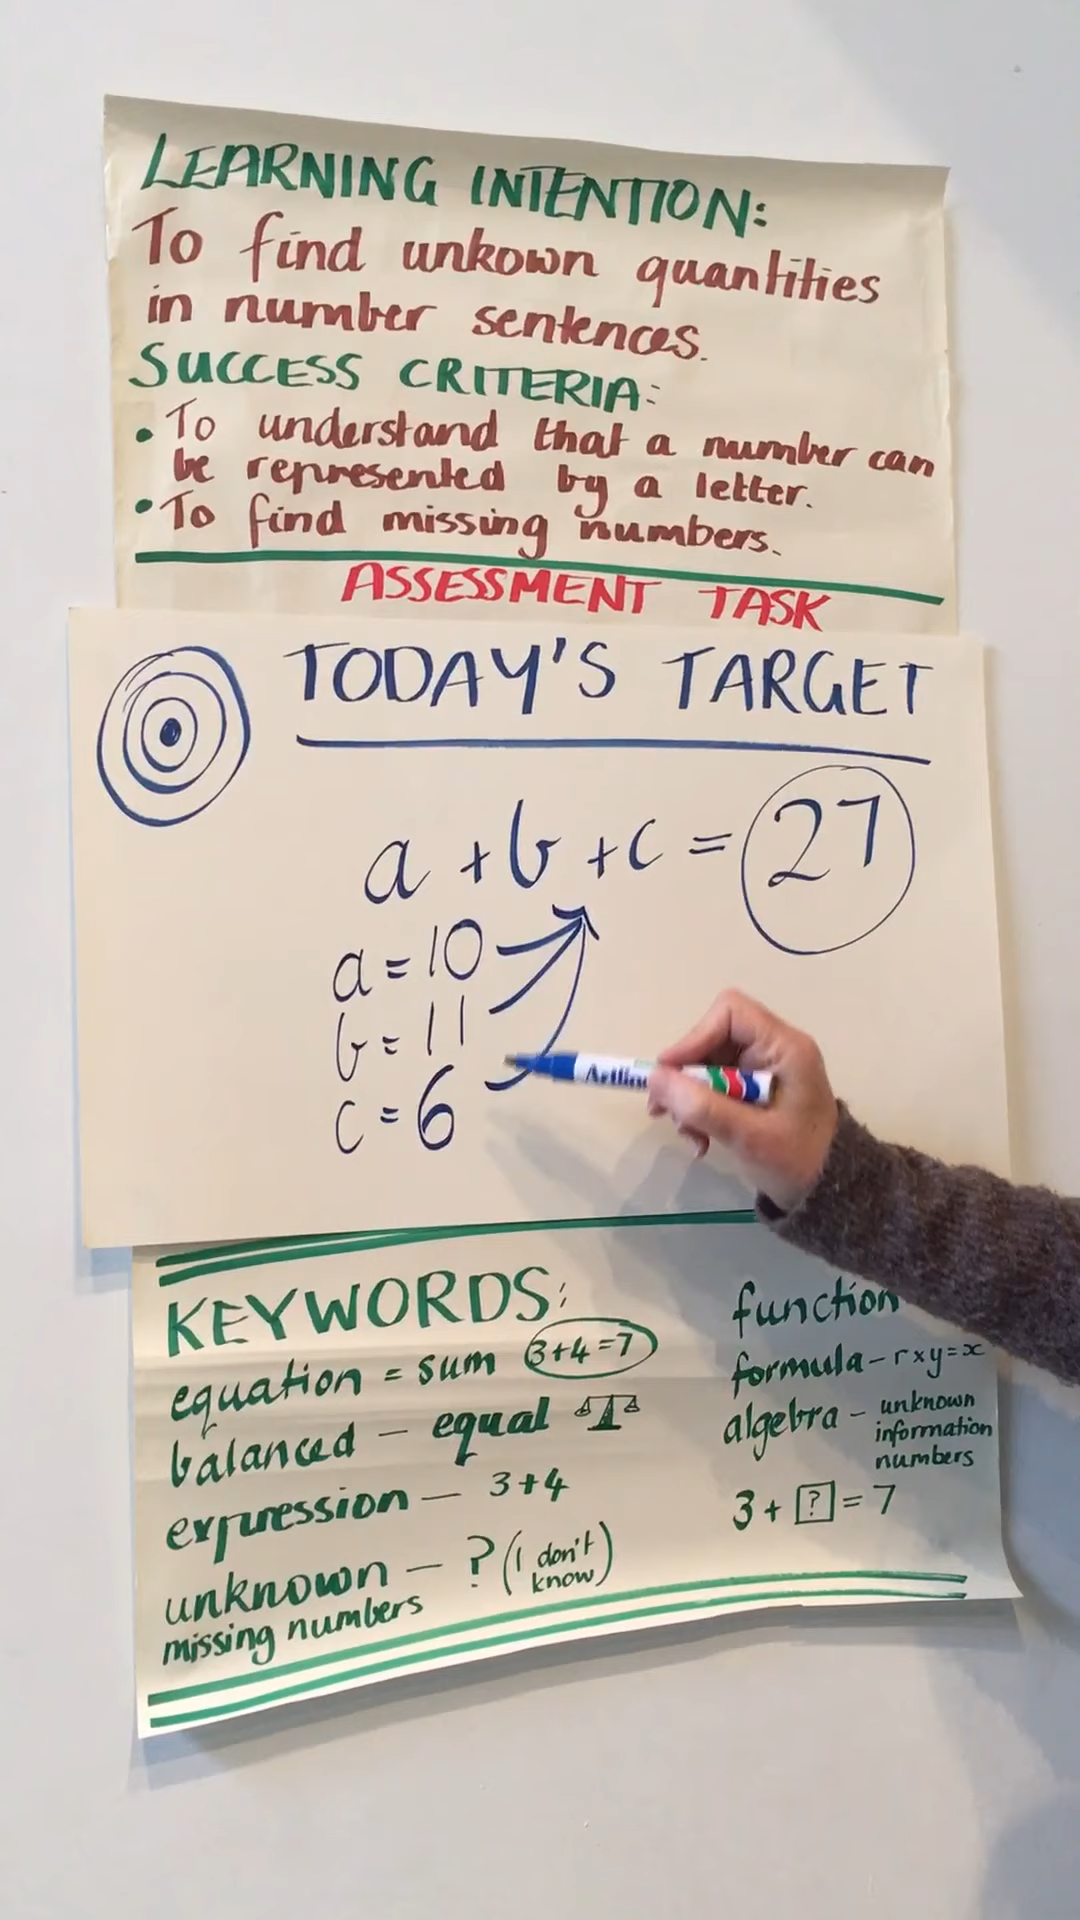 LEARNING INTENTION:
To find unkown quantities
in number sentences.
SUCCESS CRITERIA:
• To understand that a number can
be represented by a letter.
• To find missing numbers.
ASSESSMENT TASK
TODAY'S TARGET
a + b + c = 27
a = 10
b = 11
c = 6
Artline
KEYWORDS:
equation = sum 3+4=7
balanced – equal
expression – 3+4
unknown – ? (I don't know)
missing numbers
function
formula – r x y = x
algebra – unknown
information
numbers
3 + ? = 7